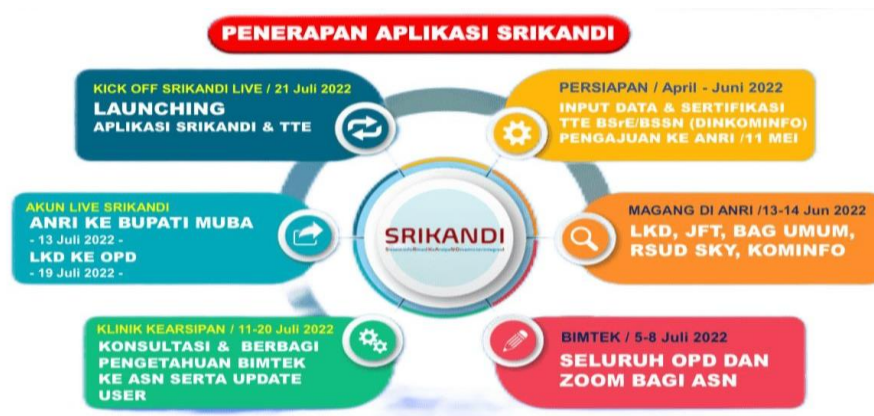 PENERAPAN APLIKASI SRIKANDI
KICK OFF SRIKANDI LIVE / 21 Juli 2022
LAUNCHING
APLIKASI SRIKANDI & TTE
PERSIAPAN / April - Juni 2022
INPUT DATA & SERTIFIKASI
TTE BSrE/BSSN (DINKOMINFO)
PENGAJUAN KE ANRI /11 MEI
AKUN LIVE SRIKANDI
ANRI KE BUPATI MUBA
- 13 Juli 2022 -
LKD KE OPD
- 19 Juli 2022 -
SRIKANDI
MAGANG DI ANRI /13-14 Jun 2022
LKD, JFT, BAG UMUM,
RSUD SKY, KOMINFO
KLINIK KEARSIPAN / 11-20 Juli 2022
KONSULTASI & BERBAGI
PENGETAHUAN BIMTEK
KE ASN SERTA UPDATE
USER
BIMTEK / 5-8 Juli 2022
SELURUH OPD DAN
ZOOM BAGI ASN